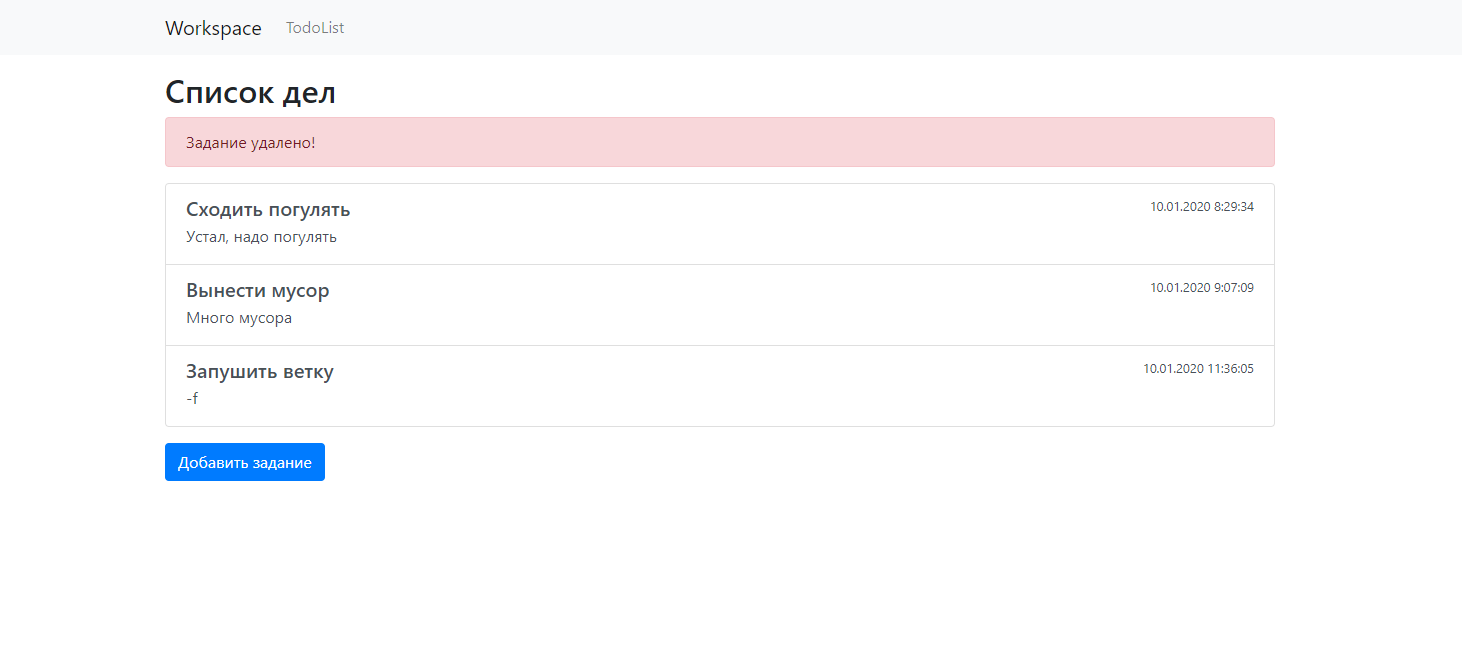 Workspace TodoList
Список дел
Задание удалено!
Сходить погулять 10.01.2020 8:29:34
Устал, надо погулять
Вынести мусор 10.01.2020 9:07:09
Много мусора
Запушить ветку 10.01.2020 11:36:05
-f
Добавить задание